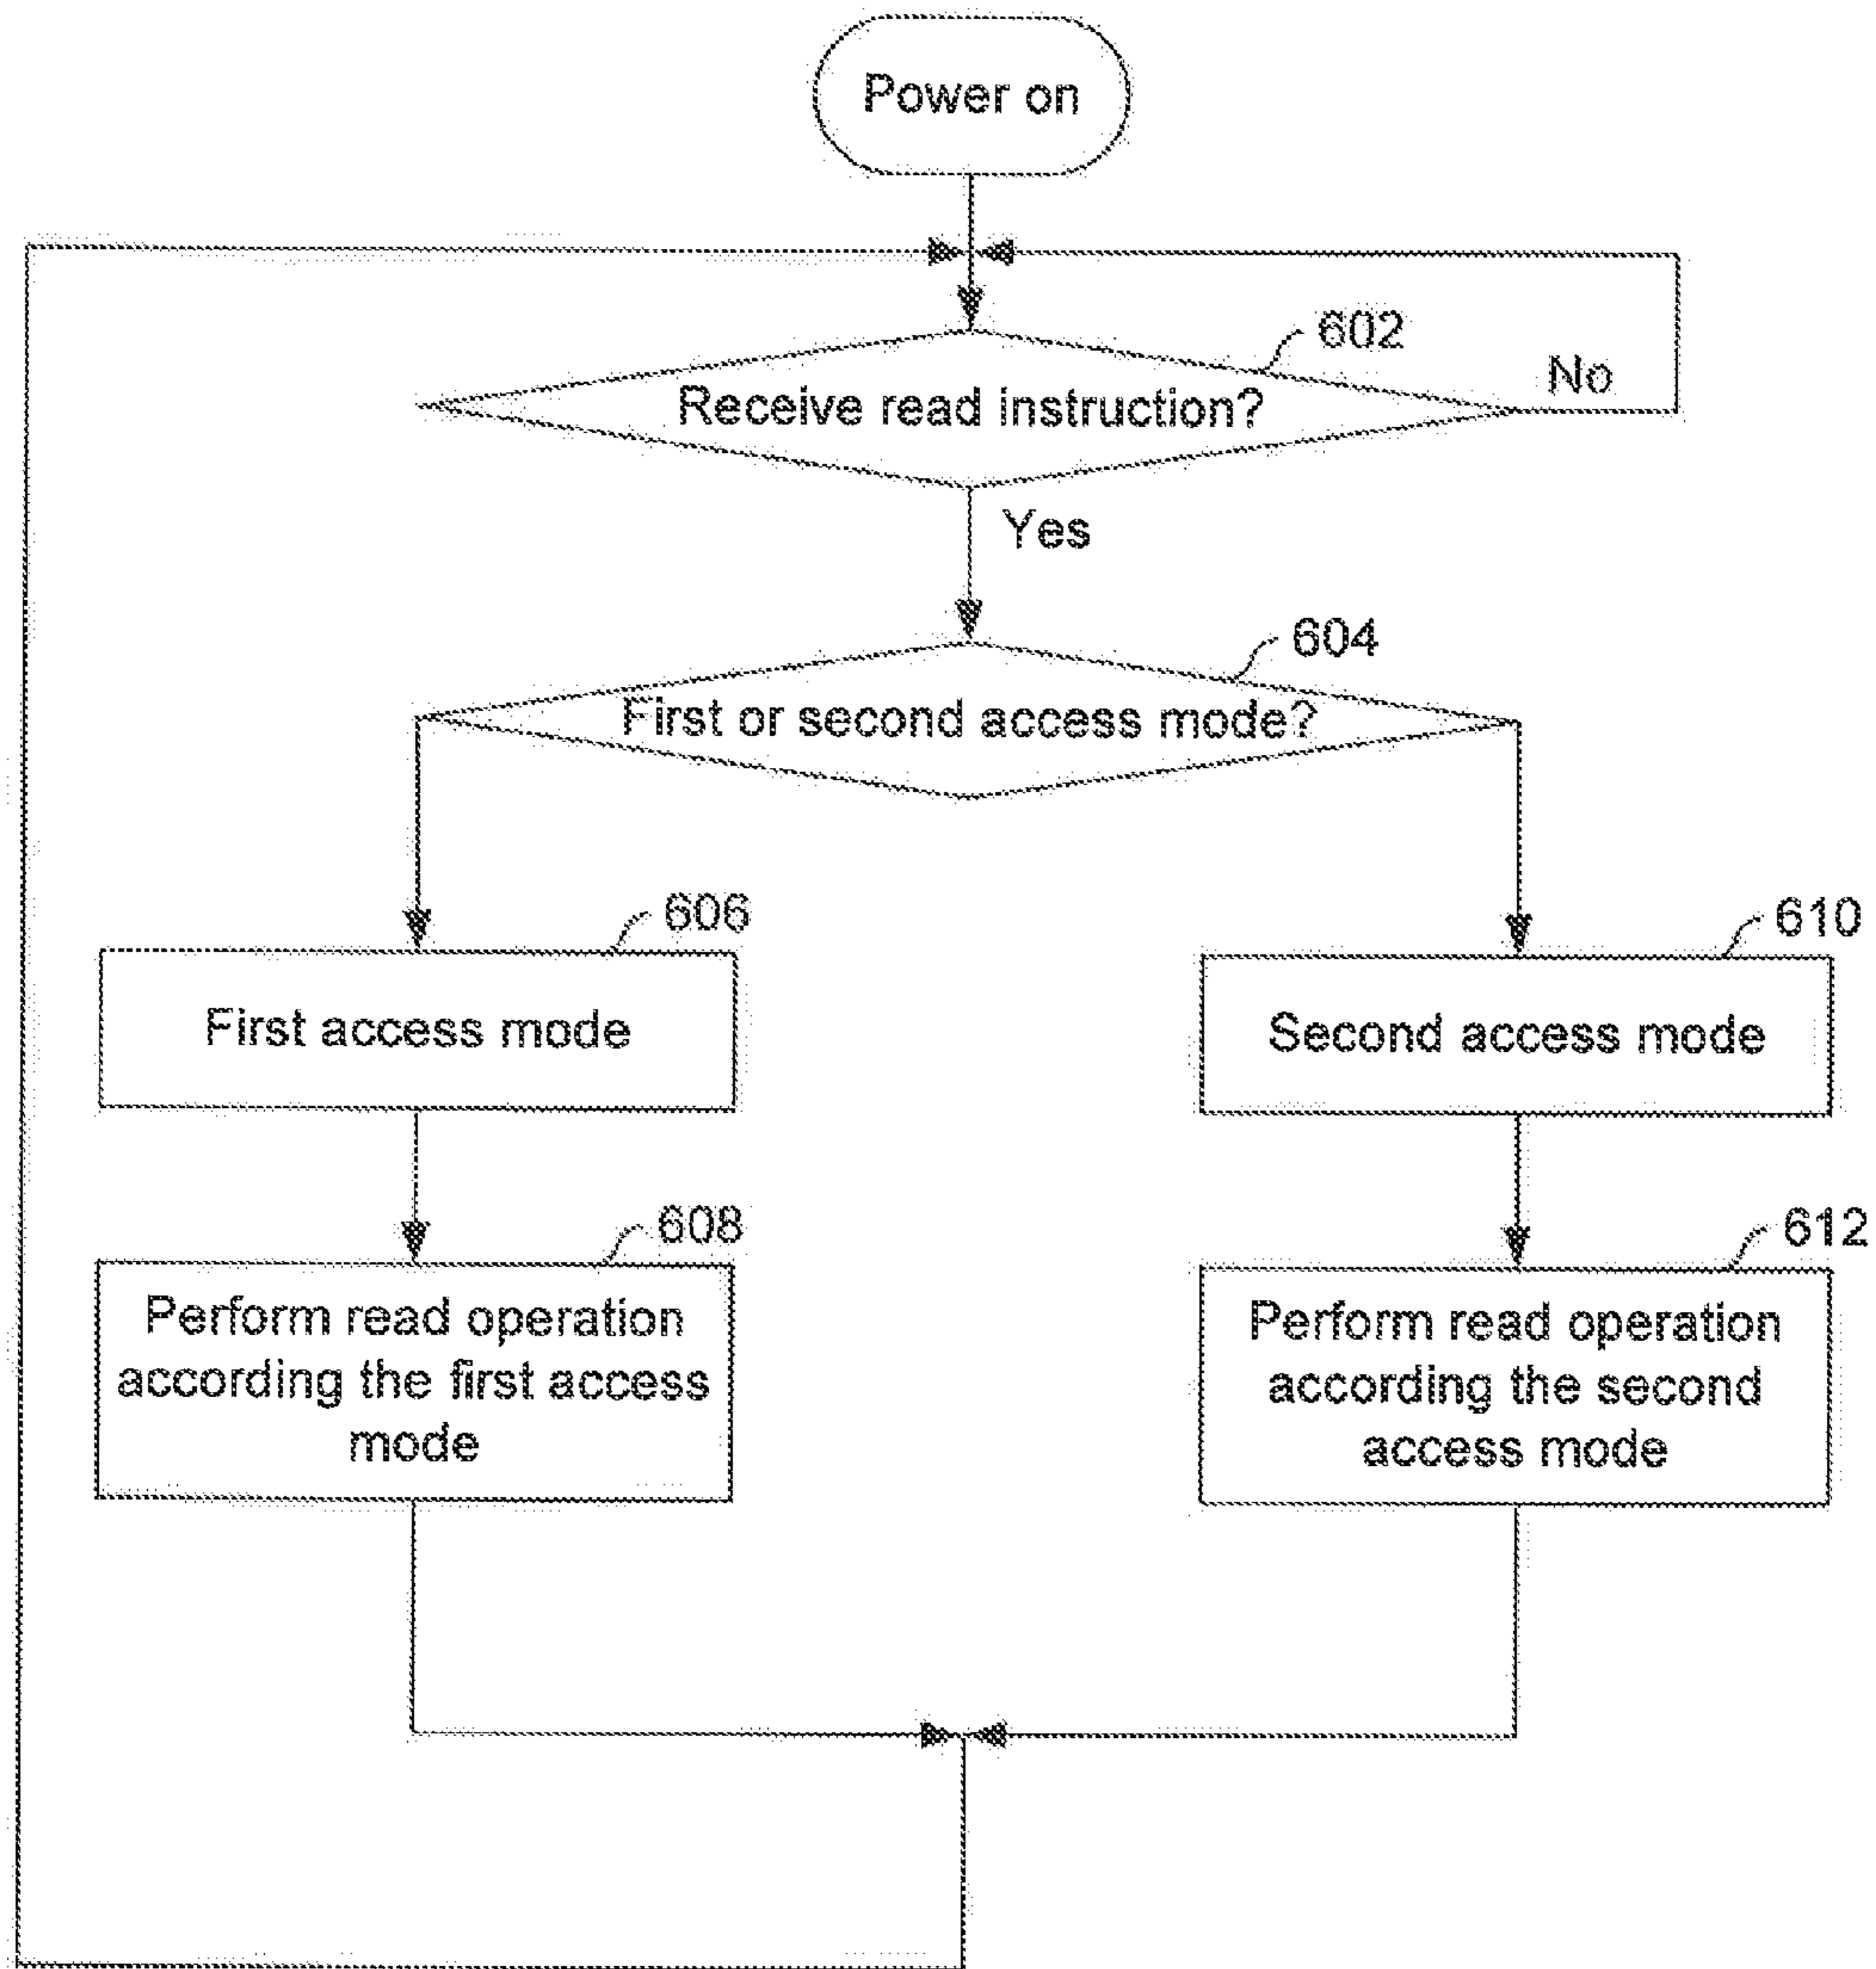 Power on
602
Receive read instruction?
No
Yes
604
First or second access mode?
606
First access mode
610
Second access mode
608
Perform read operation
according the first access
mode
612
Perform read operation
according the second
access mode